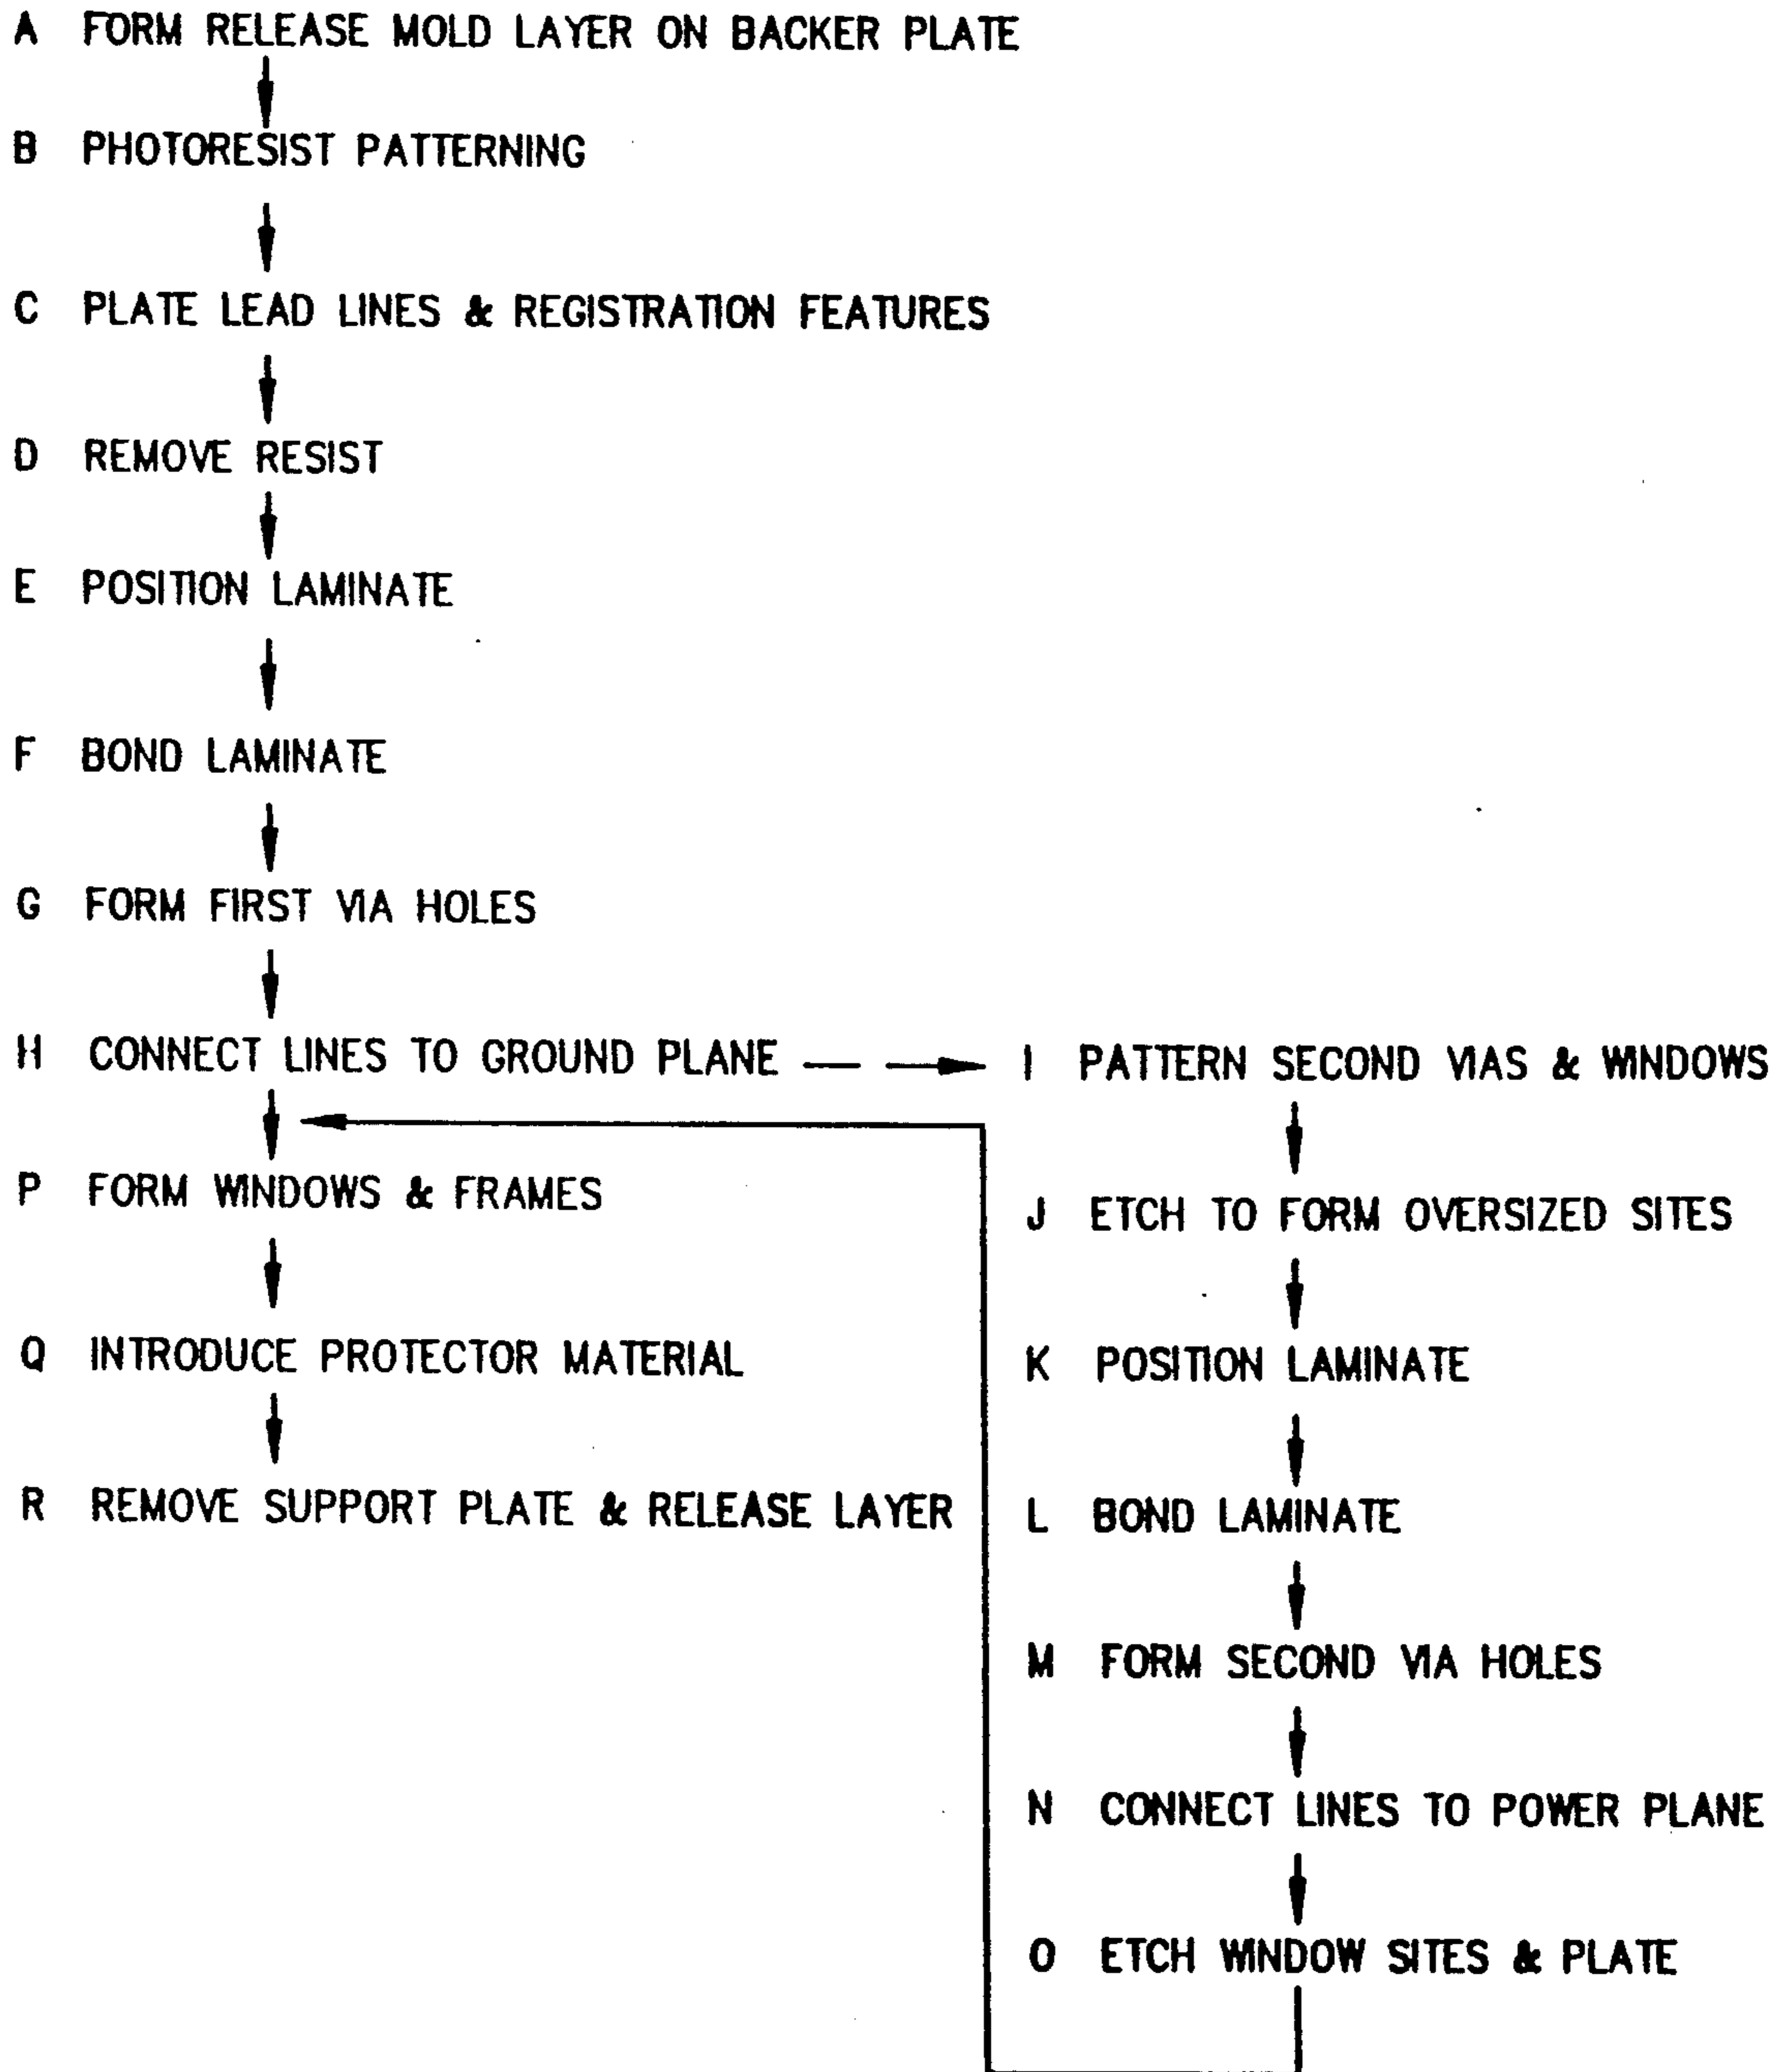 A FORM RELEASE MOLD LAYER ON BACKER PLATE
B PHOTORESIST PATTERNING
C PLATE LEAD LINES & REGISTRATION FEATURES
D REMOVE RESIST
E POSITION LAMINATE
F BOND LAMINATE
G FORM FIRST VIA HOLES
H CONNECT LINES TO GROUND PLANE
I PATTERN SECOND VIAS & WINDOWS
J ETCH TO FORM OVERSIZED SITES
K POSITION LAMINATE
L BOND LAMINATE
M FORM SECOND VIA HOLES
N CONNECT LINES TO POWER PLANE
O ETCH WINDOW SITES & PLATE
P FORM WINDOWS & FRAMES
Q INTRODUCE PROTECTOR MATERIAL
R REMOVE SUPPORT PLATE & RELEASE LAYER